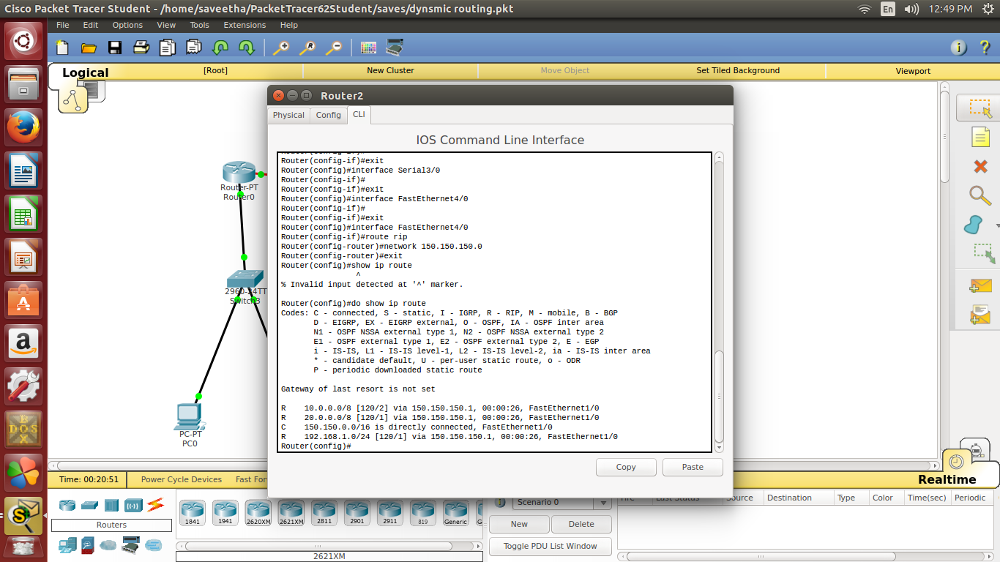 Cisco Packet Tracer Student - /home/saveetha/PacketTracer62Student/saves/dynsmic routing.pkt
En
12:49 PM
File Edit Options View Tools Extensions Help
Logical
[Root]
New Cluster
Move Object
Set Tiled Background
Viewport
Router2
Physical Config CLI
IOS Command Line Interface
Router(config-if)#exit
Router(config)#interface Serial3/0
Router(config-if)#
Router(config-if)#exit
Router(config)#interface FastEthernet4/0
Router(config-if)#
Router(config-if)#exit
Router(config)#interface FastEthernet4/0
Router(config-if)#route rip
Router(config-router)#network 150.150.150.0
Router(config-router)#exit
Router(config)#show ip route
^
% Invalid input detected at '^' marker.
Router(config)#do show ip route
Codes: C - connected, S - static, I - IGRP, R - RIP, M - mobile, B - BGP
D - EIGRP, EX - EIGRP external, O - OSPF, IA - OSPF inter area
N1 - OSPF NSSA external type 1, N2 - OSPF NSSA external type 2
E1 - OSPF external type 1, E2 - OSPF external type 2, E - EGP
i - IS-IS, L1 - IS-IS level-1, L2 - IS-IS level-2, ia - IS-IS inter area
* - candidate default, U - per-user static route, o - ODR
P - periodic downloaded static route
Gateway of last resort is not set
R 10.0.0.0/8 [120/2] via 150.150.150.1, 00:00:26, FastEthernet1/0
R 20.0.0.0/8 [120/1] via 150.150.150.1, 00:00:26, FastEthernet1/0
C 150.150.0.0/16 is directly connected, FastEthernet1/0
R 192.168.1.0/24 [120/1] via 150.150.150.1, 00:00:26, FastEthernet1/0
Router(config)#
Copy
Paste
Router-PT
Router0
2960-24TT
Switch3
PC-PT
PC0
Time: 00:20:51
Power Cycle Devices
Fast For
Realtime
Routers
1841
1941
2620XM
2621XM
2811
2901
2911
819
Generic
G
2621XM
Scenario 0
New
Delete
Toggle PDU List Window
Fire
Last Status
Source
Destination
Type
Color
Time(sec)
Periodic